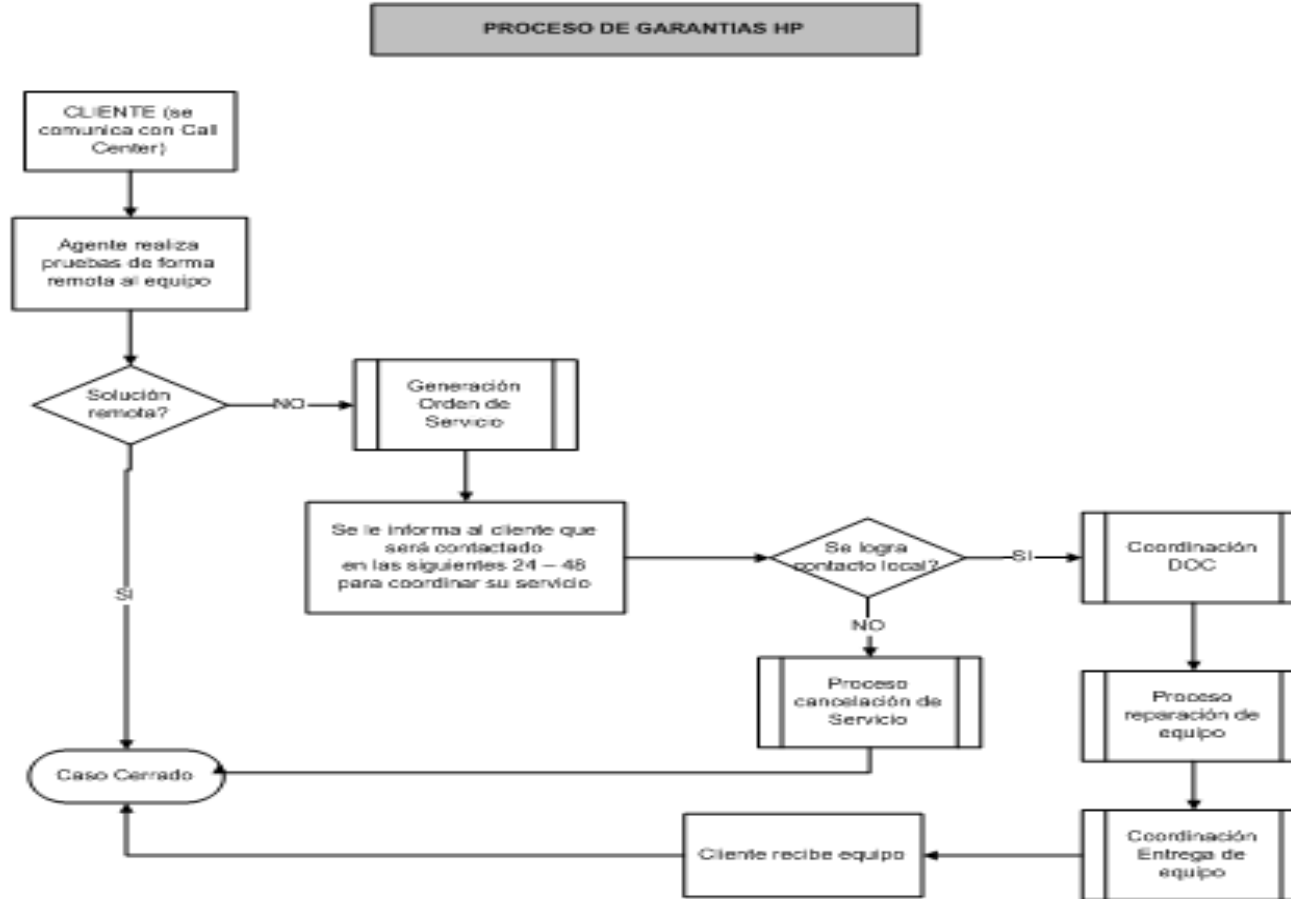 PROCESO DE GARANTIAS HP
CLIENTE (se
comunica con Call
Center)
Agente realiza
pruebas de forma
remota al equipo
Solución
remota?
NO
Generación
Orden de
Servicio
Se le informa al cliente que
será contactado
en las siguientes 24 – 48
para coordinar su servicio
Se logra
contacto local?
SI
Coordinación
DOC
NO
SI
Proceso
cancelación de
Servicio
Proceso
reparación de
equipo
Caso Cerrado
Cliente recibe equipo
Coordinación
Entrega de
equipo